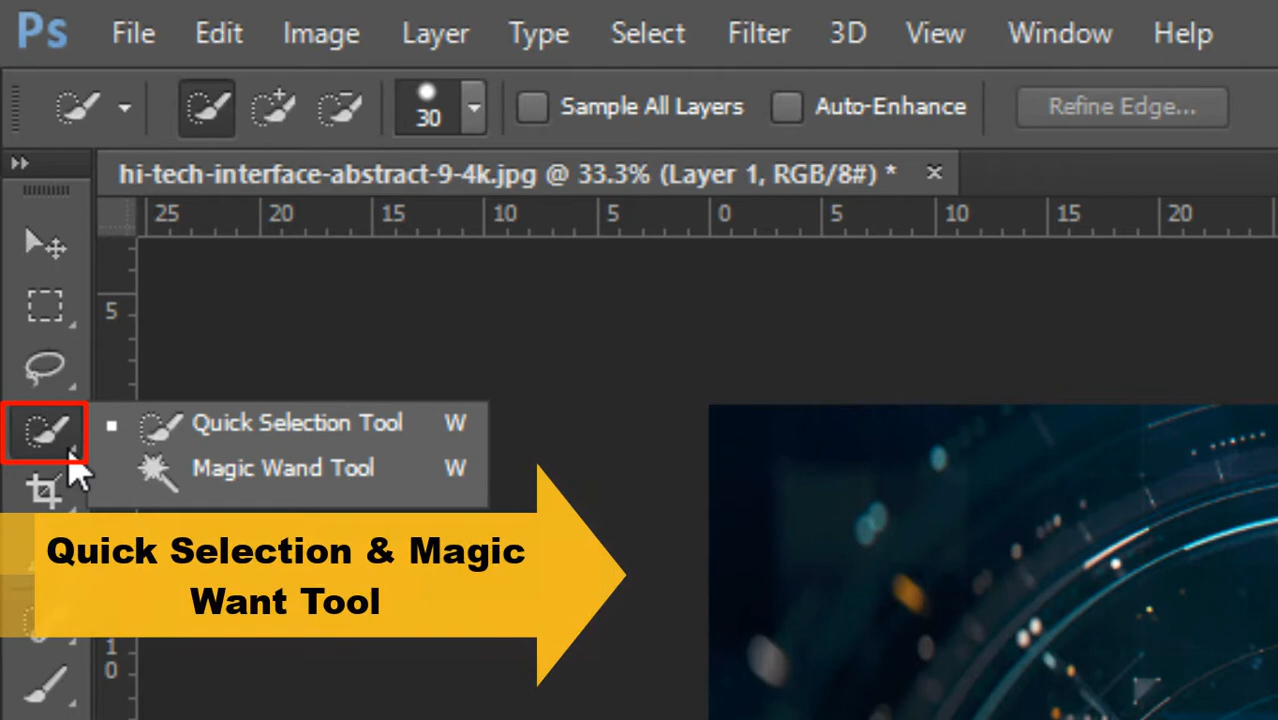 Ps File Edit Image Layer Type Select Filter 3D View Window Help
30 Sample All Layers Auto-Enhance Refine Edge...
hi-tech-interface-abstract-9-4k.jpg @ 33.3% (Layer 1, RGB/8#) * ×
25 20 15 10 5 0 5 10 15 20
5
Quick Selection Tool W
Magic Wand Tool W
Quick Selection & Magic
Want Tool
1
0